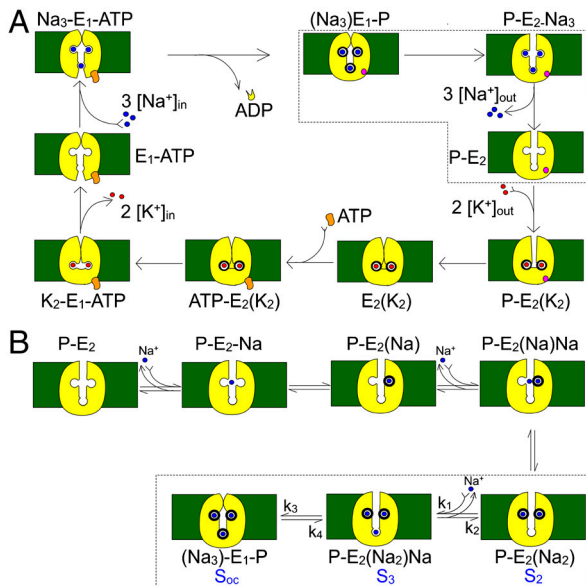 A
Na₃-E₁-ATP
(Na₃)E₁-P
P-E₂-Na₃
ADP
3 [Na⁺]in
3 [Na⁺]out
E₁-ATP
P-E₂
2 [K⁺]in
ATP
2 [K⁺]out
K₂-E₁-ATP
ATP-E₂(K₂)
E₂(K₂)
P-E₂(K₂)
B
P-E₂
P-E₂-Na
P-E₂(Na)
P-E₂(Na)Na
Na⁺
Na⁺
Na⁺
k₃
k₄
k₁
k₂
(Na₃)-E₁-P
P-E₂(Na₂)Na
P-E₂(Na₂)
Soc
S₃
S₂